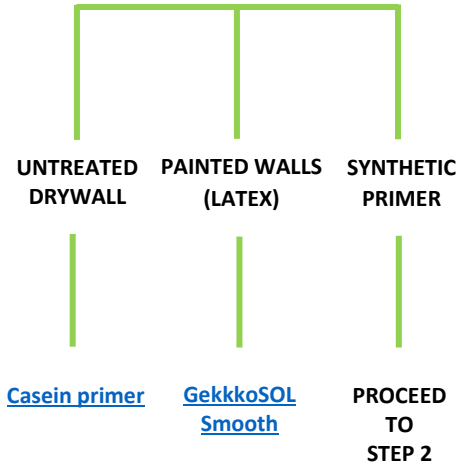 UNTREATED
DRYWALL
PAINTED WALLS
(LATEX)
SYNTHETIC
PRIMER
Casein primer
GekkkoSOL
Smooth
PROCEED
TO
STEP 2